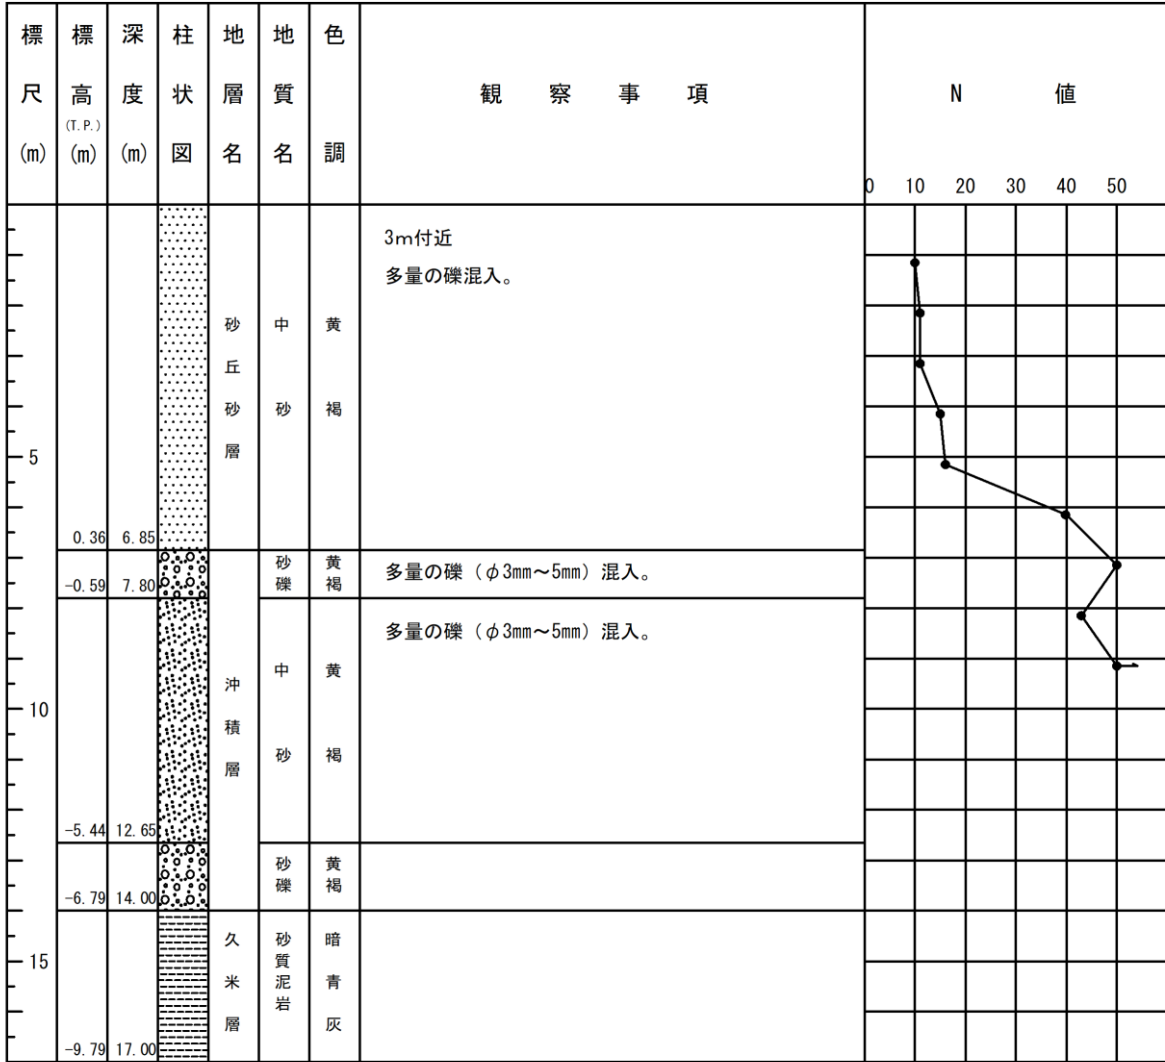 標尺(m)
標高(T.P.)(m)
深度(m)
柱状図
地層名
地質名
色調
観察事項
N値
0 10 20 30 40 50
3m付近
多量の礫混入。
砂丘砂層
中砂
黄褐
5
0.36 6.85
砂礫
黄褐
多量の礫(φ3mm~5mm)混入。
-0.59 7.80
多量の礫(φ3mm~5mm)混入。
沖積層
中砂
黄褐
10
-5.44 12.65
砂礫
黄褐
-6.79 14.00
久米層
砂質泥岩
暗青灰
15
-9.79 17.00